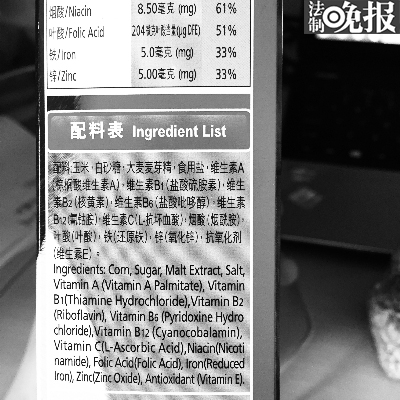 烟酸/Niacin 8.50毫克 (mg) 61%
叶酸/Folic Acid 204微克叶酸当量(μg DFE) 51%
铁/Iron 5.0毫克 (mg) 33%
锌/Zinc 5.00毫克 (mg) 33%
法制晚报
配料表 Ingredient List
配料:玉米·白砂糖·大麦麦芽精·食用盐·维生素A
(棕榈酸维生素A)·维生素B1(盐酸硫胺素)·维生
素B2(核黄素)·维生素B6(盐酸吡哆醇)·维生素
B12(氰钴胺)·维生素C(L-抗坏血酸)·烟酸(烟酰胺)·
叶酸(叶酸)·铁(还原铁)·锌(氧化锌)·抗氧化剂
(维生素E)。
Ingredients: Corn, Sugar, Malt Extract, Salt,
Vitamin A (Vitamin A Palmitate), Vitamin
B1(Thiamine Hydrochloride),Vitamin B2
(Riboflavin), Vitamin B6 (Pyridoxine Hydro
chloride),Vitamin B12 (Cyanocobalamin),
Vitamin C(L-Ascorbic Acid),Niacin(Nicoti
namide), Folic Acid(Folic Acid), Iron(Reduced
Iron), Zinc(Zinc Oxide), Antioxidant (Vitamin E).